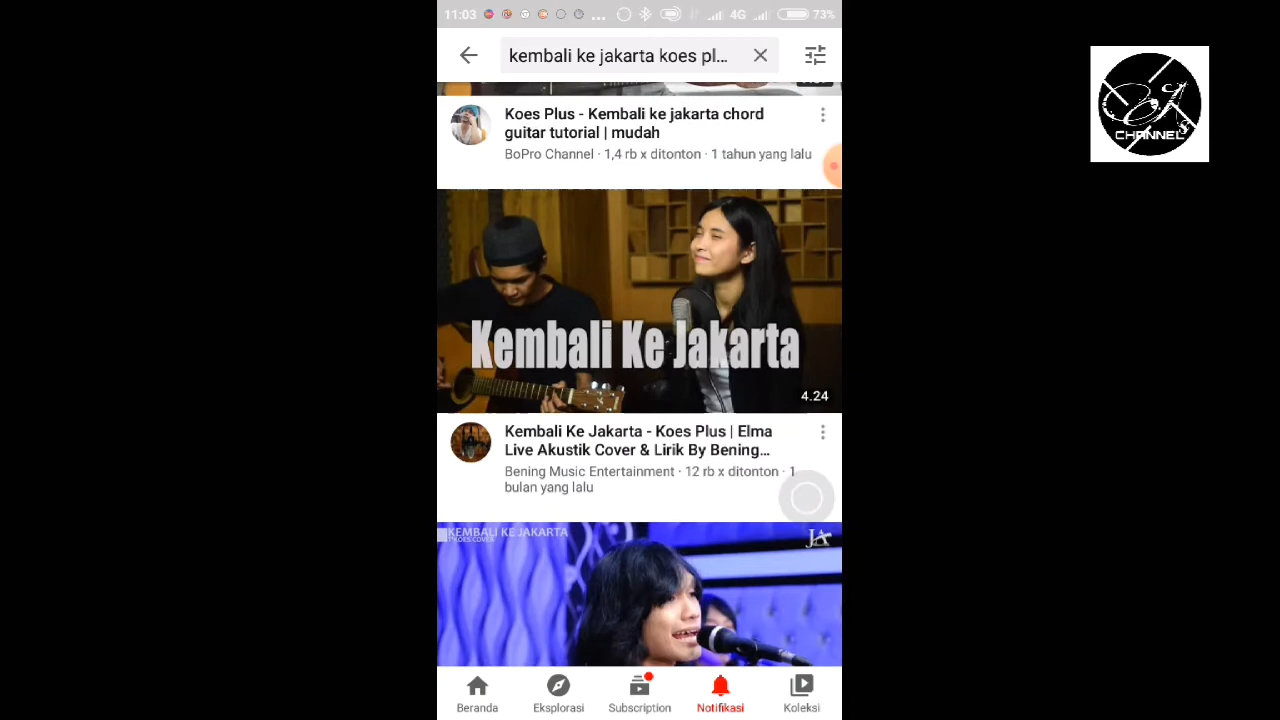 11:03
4G
73%
kembali ke jakarta koes pl...
Koes Plus - Kembali ke jakarta chord
guitar tutorial | mudah
BoPro Channel · 1,4 rb x ditonton · 1 tahun yang lalu
Kembali Ke Jakarta
4.24
Kembali Ke Jakarta - Koes Plus | Elma
Live Akustik Cover & Lirik By Bening...
Bening Music Entertainment · 12 rb x ditonton · 1
bulan yang lalu
KEMBALI KE JAKARTA
Beranda
Eksplorasi
Subscription
Notifikasi
Koleksi
CHANNEL